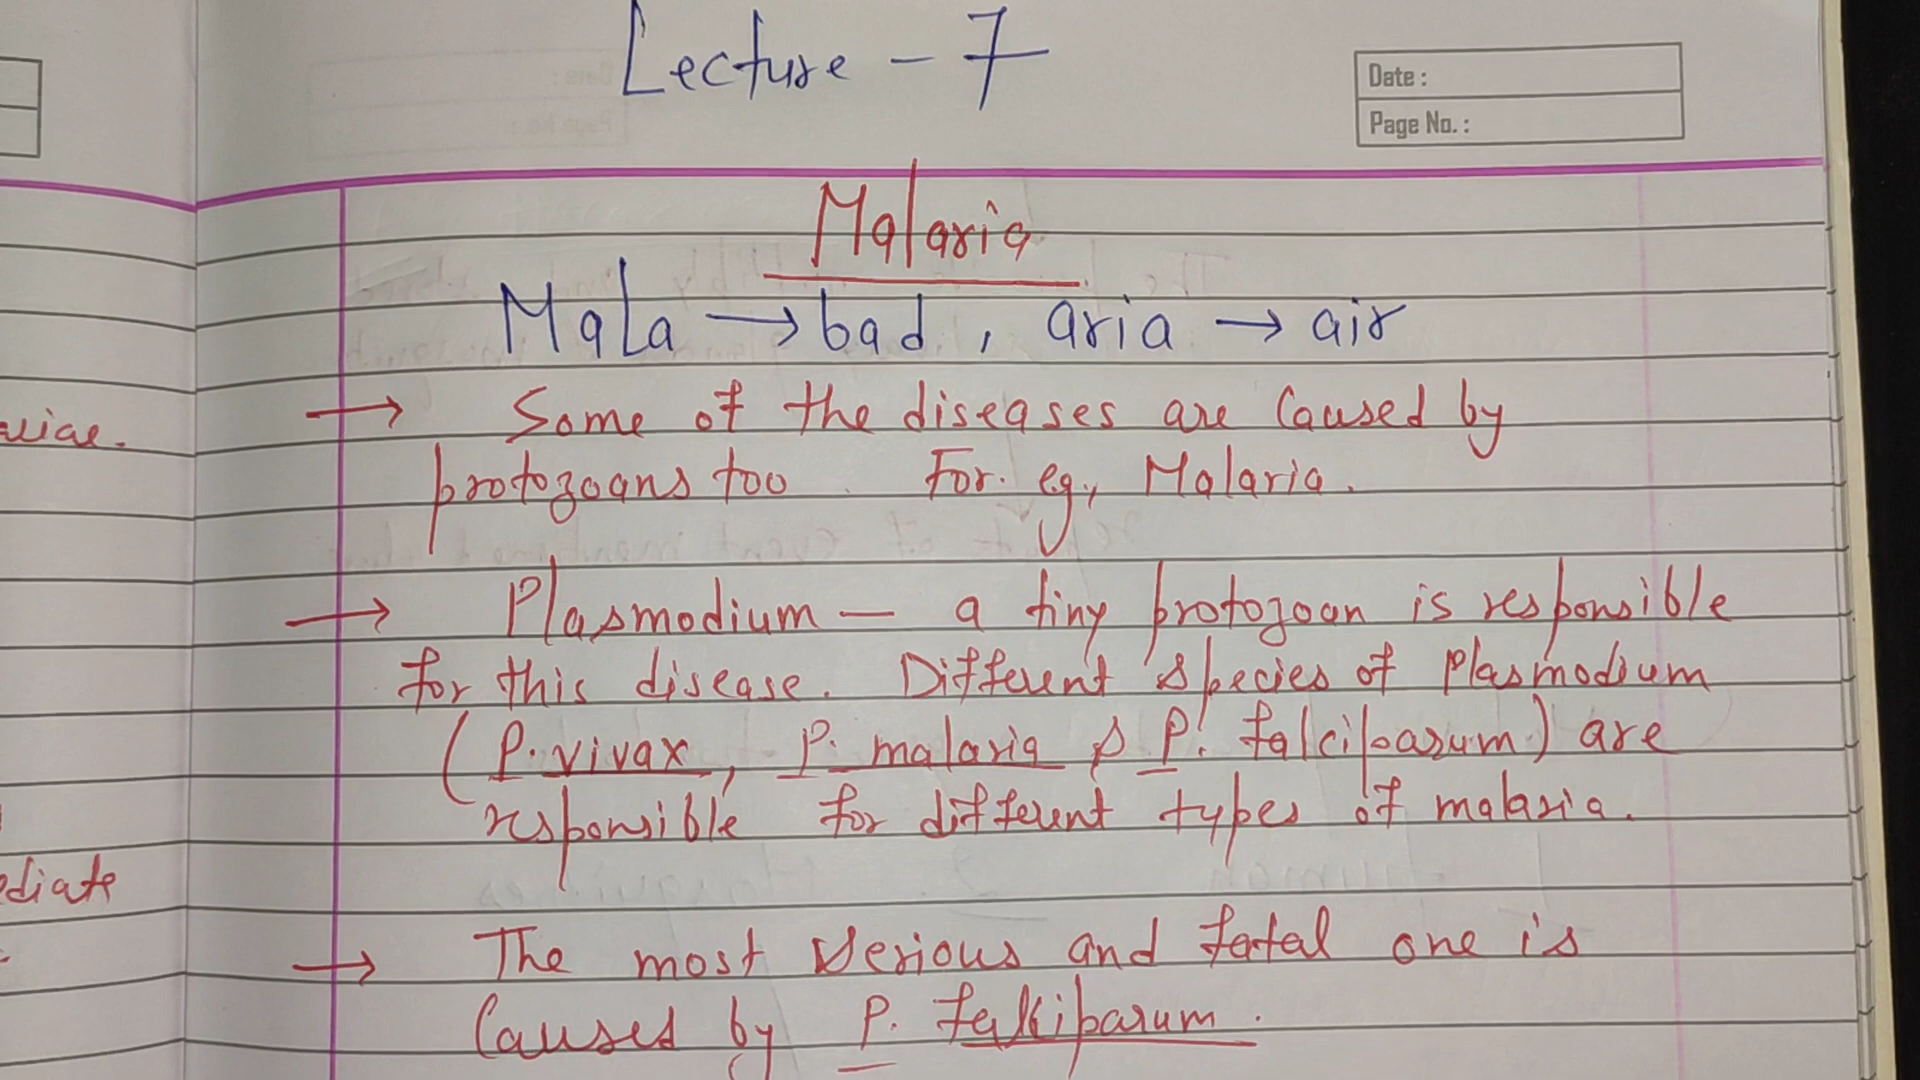 Lecture - 7
Date :
Page No. :
Malaria
MaLa → bad, aria → air
→ Some of the diseases are Caused by
protozoans too. For. eg., Malaria.
→ Plasmodium — a tiny protozoan is responsible
for this disease. Different species of Plasmodium
(P. vivax, P. malaria & P. falciparum) are
responsible for different types of malaria.
→ The most Serious and fatal one is
Caused by P. falciparum.
ediate